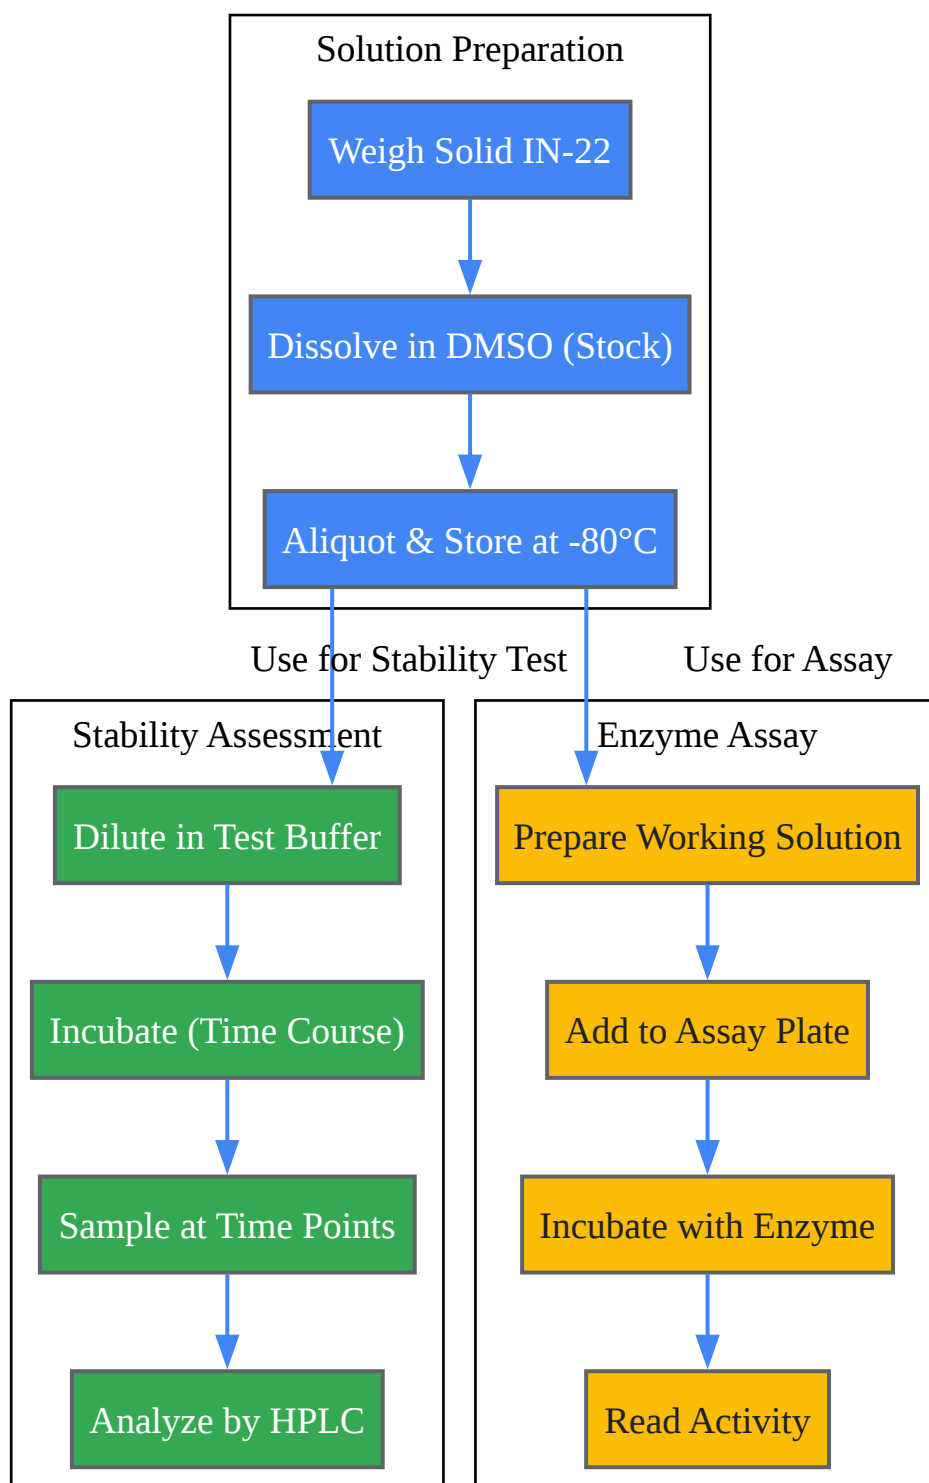 Solution Preparation
Weigh Solid IN-22
Dissolve in DMSO (Stock)
Aliquot & Store at -80°C
Use for Stability Test
Use for Assay
Stability Assessment
Dilute in Test Buffer
Incubate (Time Course)
Sample at Time Points
Analyze by HPLC
Enzyme Assay
Prepare Working Solution
Add to Assay Plate
Incubate with Enzyme
Read Activity